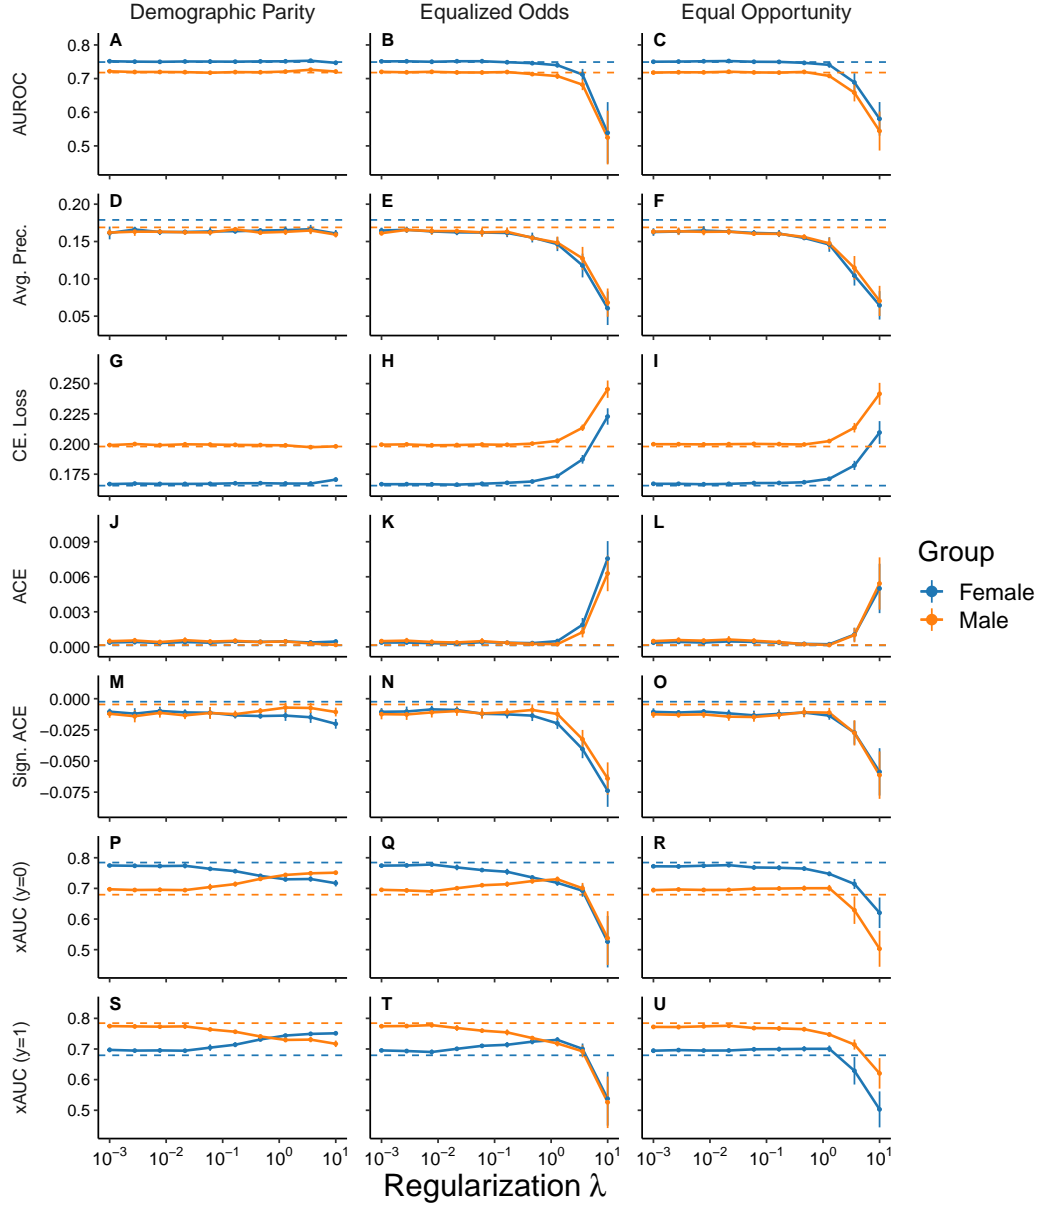 Demographic Parity Equalized Odds Equal Opportunity
A B C
AUROC
0.8
0.7
0.6
0.5
D E F
Avg. Prec.
0.20
0.15
0.10
0.05
G H I
CE. Loss
0.250
0.225
0.200
0.175
J K L
ACE
0.009
0.006
0.003
0.000
Group
Female
Male
M N O
Sign. ACE
0.000
−0.025
−0.050
−0.075
P Q R
xAUC (y=0)
0.8
0.7
0.6
0.5
S T U
xAUC (y=1)
0.8
0.7
0.6
0.5
10⁻³ 10⁻² 10⁻¹ 10⁰ 10¹ 10⁻³ 10⁻² 10⁻¹ 10⁰ 10¹ 10⁻³ 10⁻² 10⁻¹ 10⁰ 10¹
Regularization λ